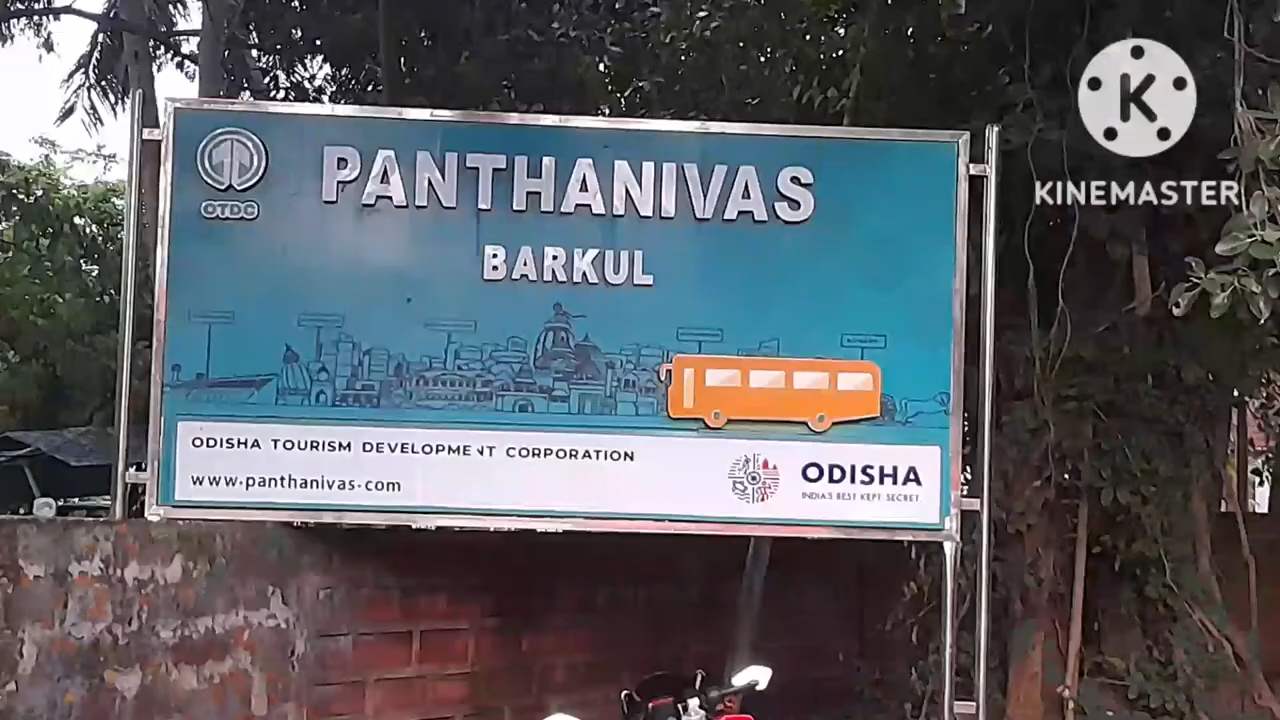 OTDC
PANTHANIVAS
BARKUL
ODISHA TOURISM DEVELOPMENT CORPORATION
www.panthanivas.com
ODISHA
INDIA'S BEST KEPT SECRET
K
KINEMASTER